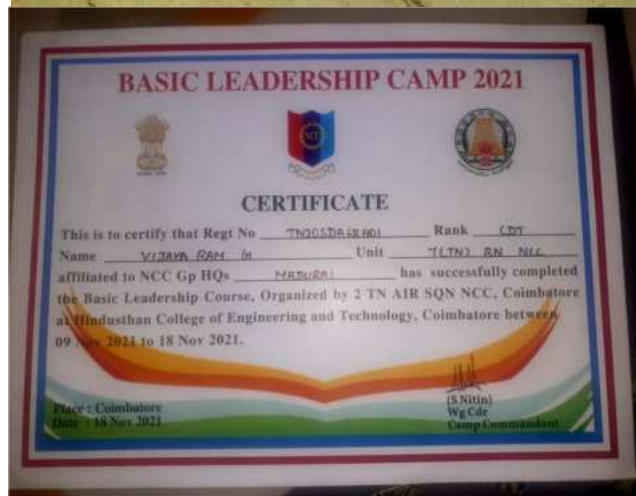 BASIC LEADERSHIP CAMP 2021
NCC
CERTIFICATE
This is to certify that Regt No Rank CDT
Name VIJAYA RAM G Unit 7(TN) BN NCC
affiliated to NCC Gp HQs MADURAI has successfully completed
the Basic Leadership Course, Organized by 2 TN AIR SQN NCC, Coimbatore
at Hindusthan College of Engineering and Technology, Coimbatore between
09 Nov 2021 to 18 Nov 2021.
Place : Coimbatore
Date : 18 Nov 2021
(S Nitin)
Wg Cdr
Camp Commandant